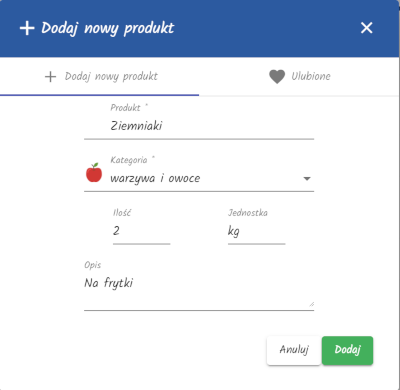 Dodaj nowy produkt
Dodaj nowy produkt
Ulubione
Produkt *
Ziemniaki
Kategoria *
warzywa i owoce
Ilość
Jednostka
2
kg
Opis
Na frytki
Anuluj
Dodaj